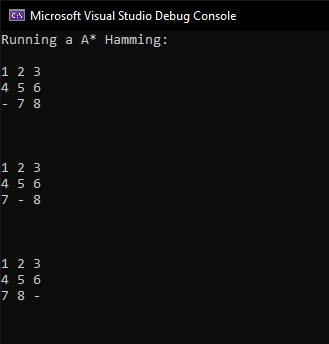 C:\
Microsoft Visual Studio Debug Console
Running a A* Hamming:
1 2 3
4 5 6
- 7 8
1 2 3
4 5 6
7 - 8
1 2 3
4 5 6
7 8 -